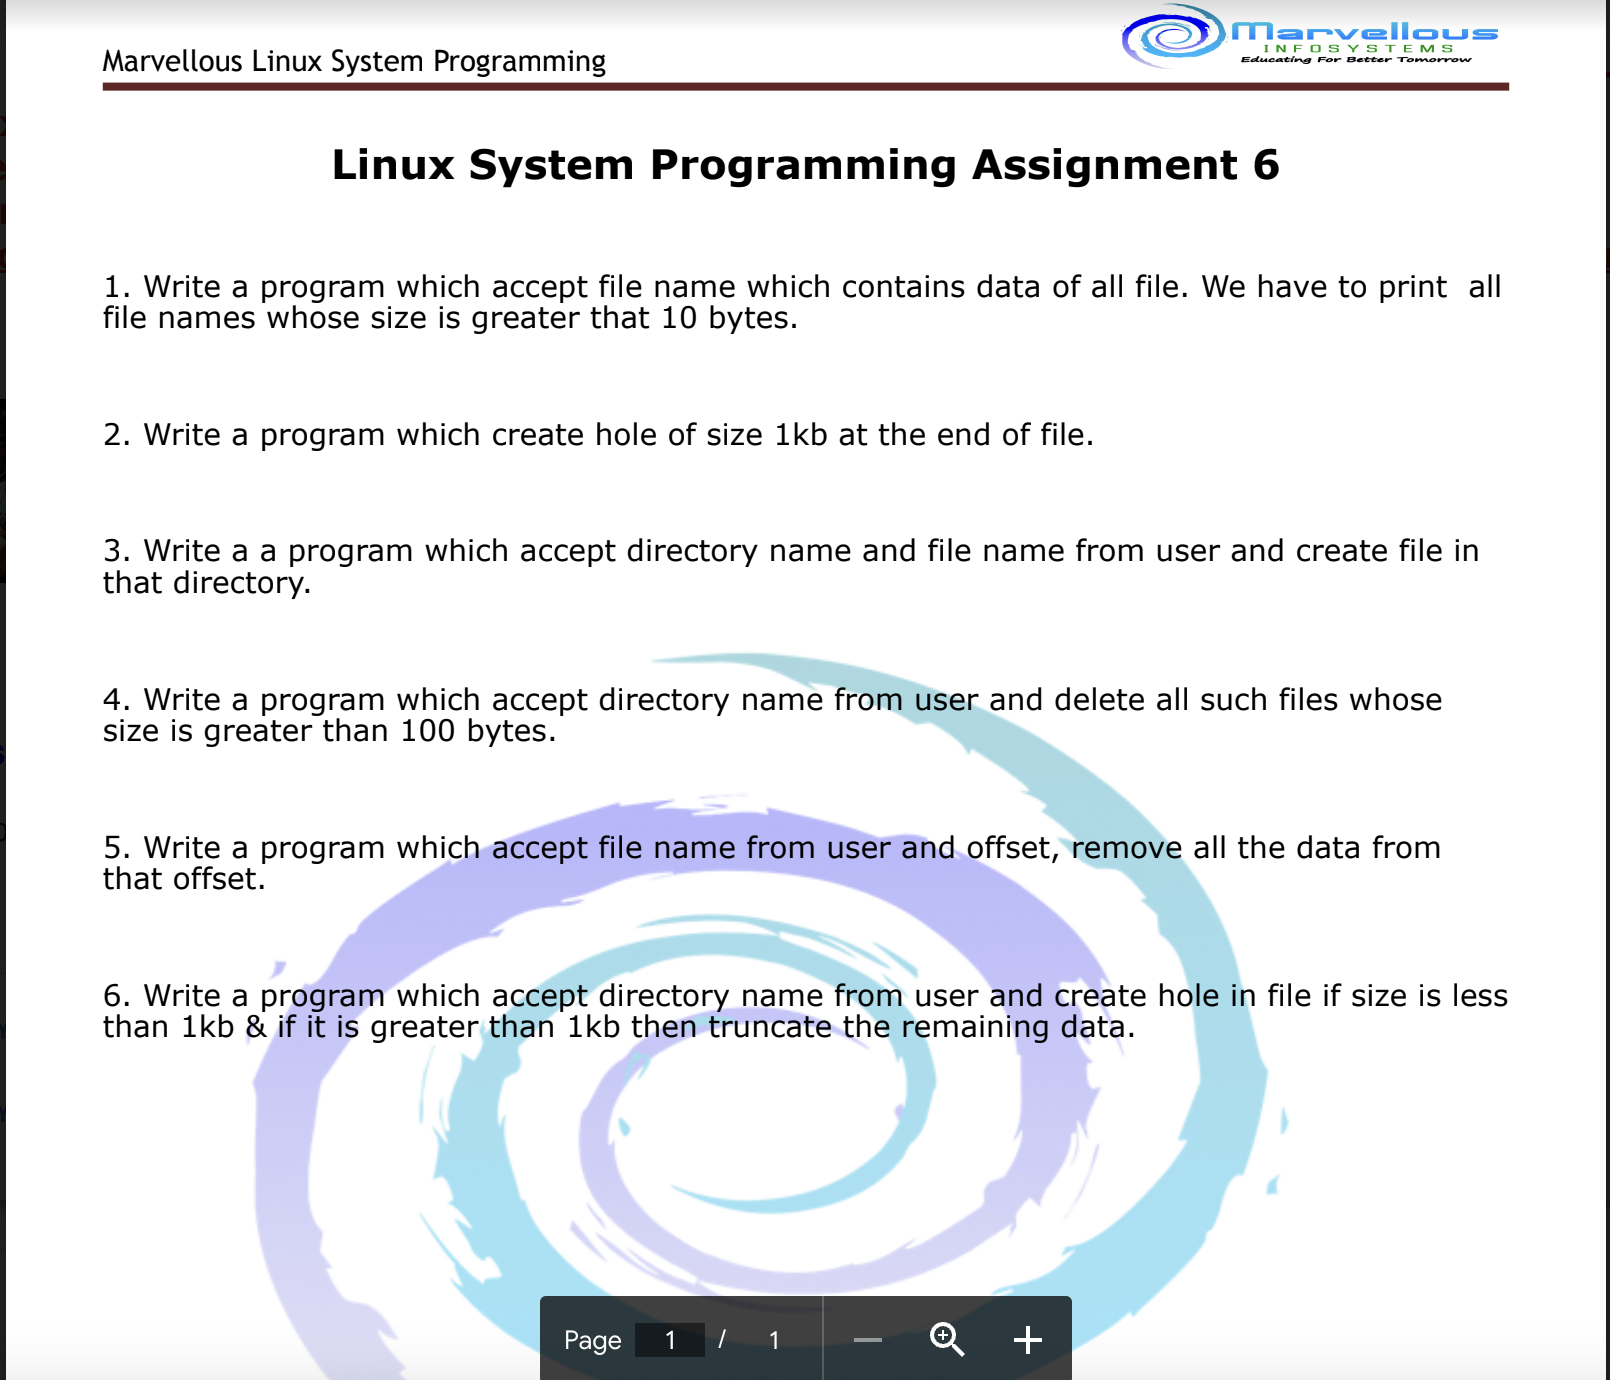 Marvellous Linux System Programming
Marvellous
INFOSYSTEMS
Educating For Better Tomorrow
Linux System Programming Assignment 6
1. Write a program which accept file name which contains data of all file. We have to print  all
file names whose size is greater that 10 bytes.
2. Write a program which create hole of size 1kb at the end of file.
3. Write a a program which accept directory name and file name from user and create file in
that directory.
4. Write a program which accept directory name from user and delete all such files whose
size is greater than 100 bytes.
5. Write a program which accept file name from user and offset, remove all the data from
that offset.
6. Write a program which accept directory name from user and create hole in file if size is less
than 1kb & if it is greater than 1kb then truncate the remaining data.
Page 1 / 1